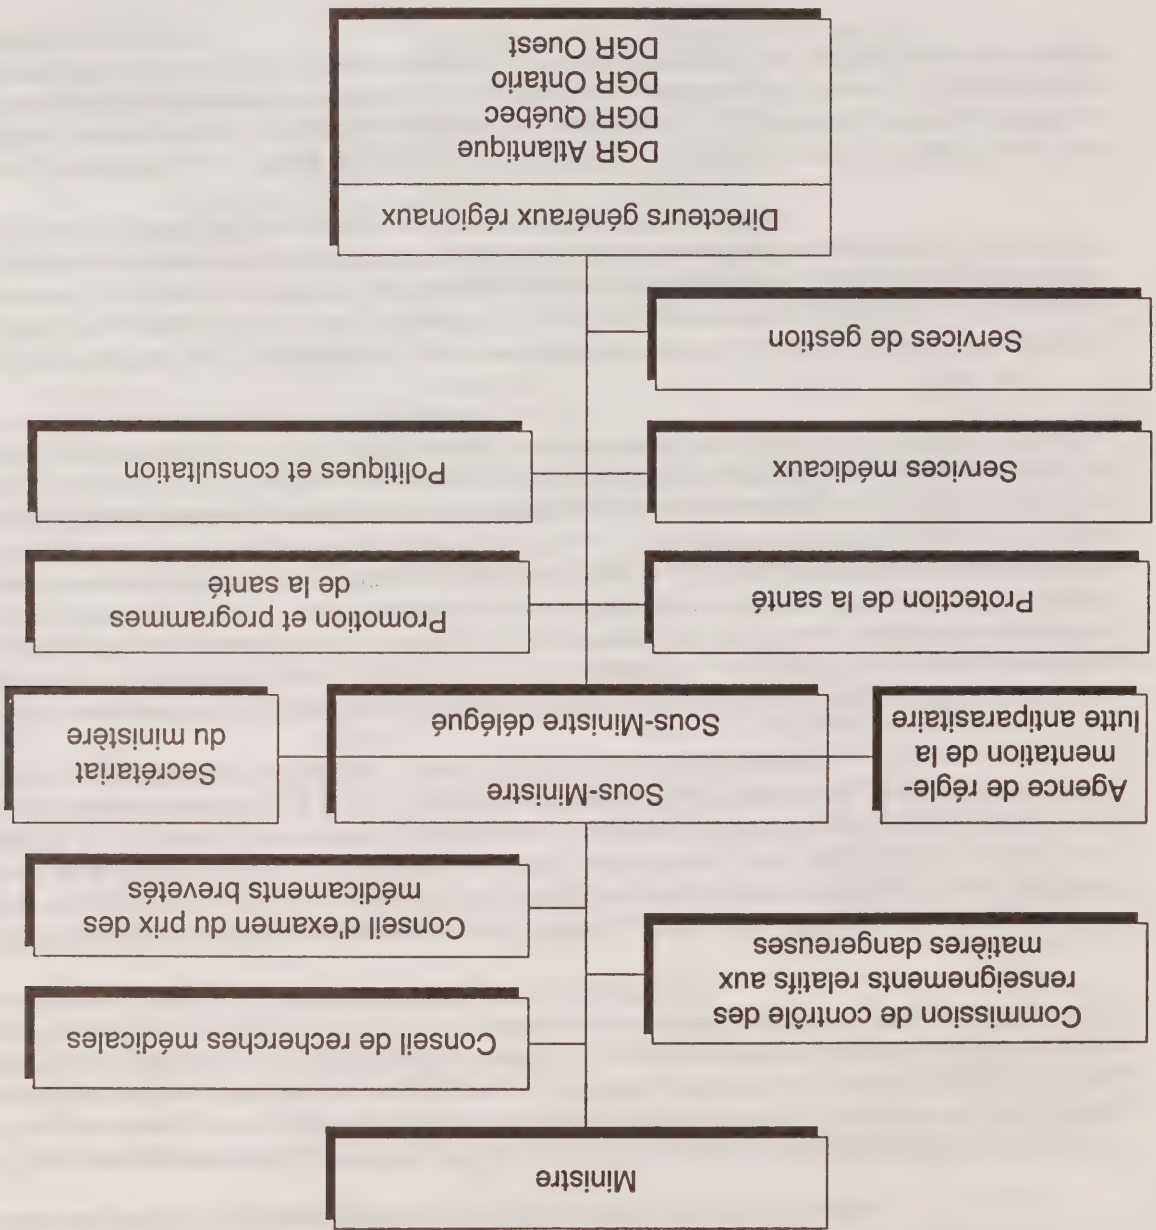 Ministre
Conseil de recherches médicales
Commission de contrôle des
renseignements relatifs aux
matières dangereuses
Conseil d'examen du prix des
médicaments brevetés
Agence de régle-
mentation de la
lutte antiparasitaire
Sous-Ministre
Sous-Ministre délégué
Secrétariat
du ministère
Protection de la santé
Promotion et programmes
de la santé
Services médicaux
Politiques et consultation
Services de gestion
Directeurs généraux régionaux
DGR Atlantique
DGR Québec
DGR Ontario
DGR Ouest